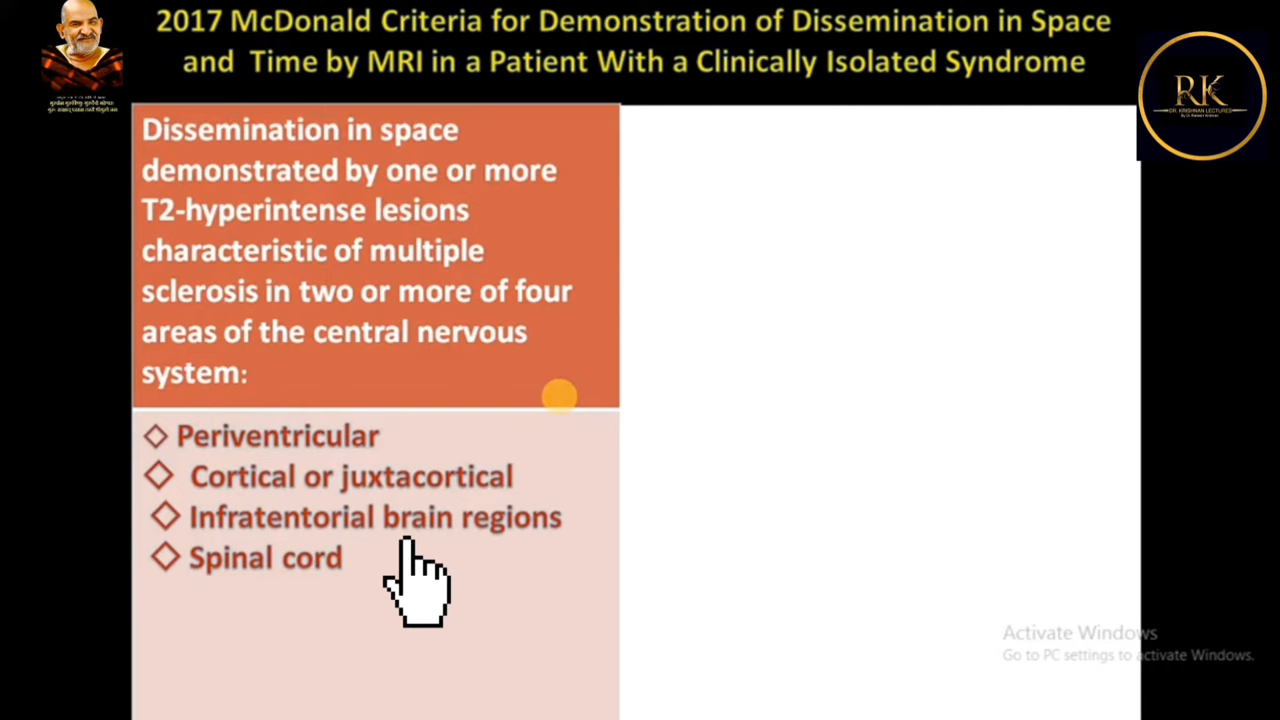 2017 McDonald Criteria for Demonstration of Dissemination in Space
and Time by MRI in a Patient With a Clinically Isolated Syndrome
RK
DR. KRISHNAN LECTURES
Dissemination in space
demonstrated by one or more
T2-hyperintense lesions
characteristic of multiple
sclerosis in two or more of four
areas of the central nervous
system:
Periventricular
Cortical or juxtacortical
Infratentorial brain regions
Spinal cord
Activate Windows
Go to PC settings to activate Windows.